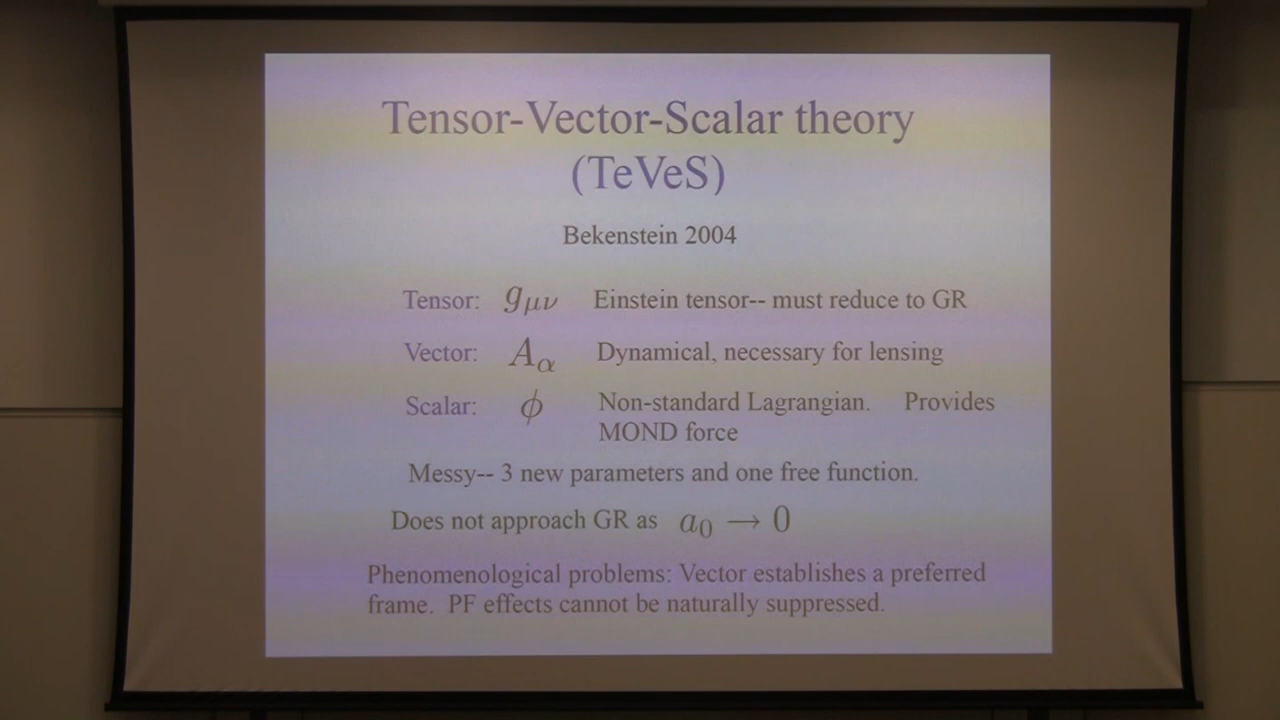 Tensor-Vector-Scalar theory
(TeVeS)
Bekenstein 2004
Tensor: gμν Einstein tensor-- must reduce to GR
Vector: Aα Dynamical, necessary for lensing
Scalar: ϕ Non-standard Lagrangian. Provides
MOND force
Messy-- 3 new parameters and one free function.
Does not approach GR as a0 → 0
Phenomenological problems: Vector establishes a preferred
frame. PF effects cannot be naturally suppressed.